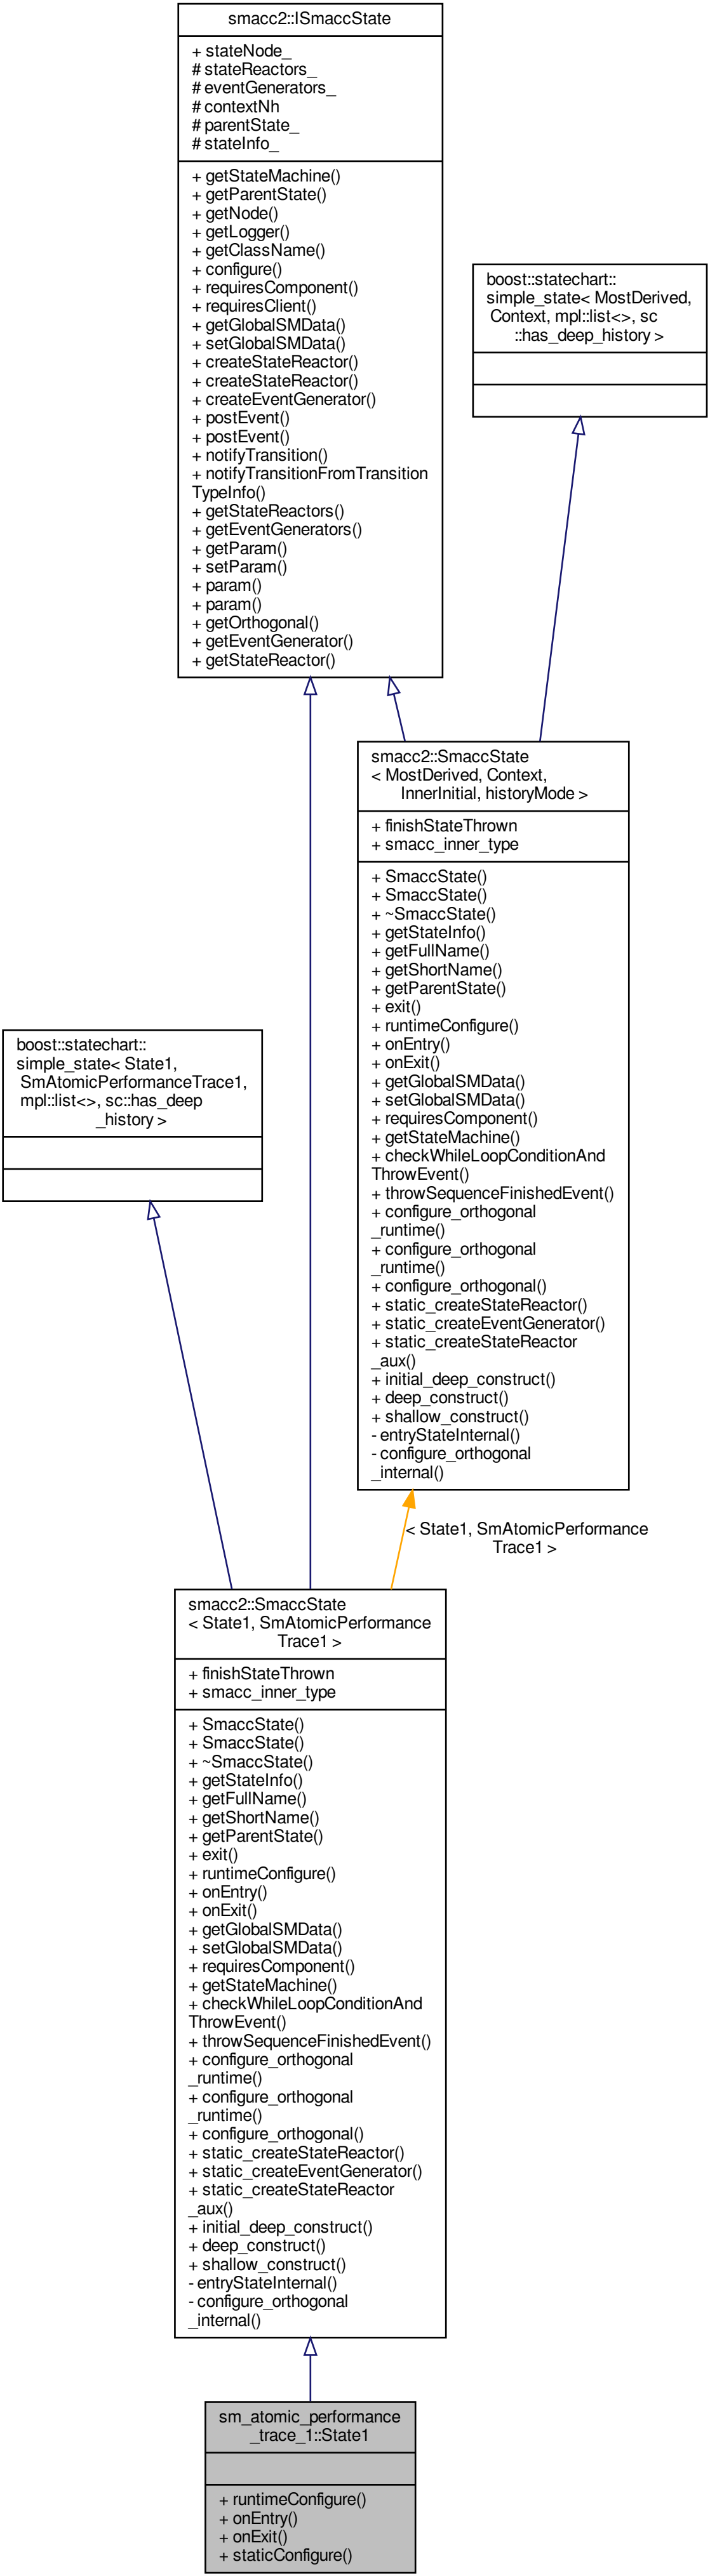 smacc2::ISmaccState
+ stateNode_
# stateReactors_
# eventGenerators_
# contextNh
# parentState_
# stateInfo_
+ getStateMachine()
+ getParentState()
+ getNode()
+ getLogger()
+ getClassName()
+ configure()
+ requiresComponent()
+ requiresClient()
+ getGlobalSMData()
+ setGlobalSMData()
+ createStateReactor()
+ createStateReactor()
+ createEventGenerator()
+ postEvent()
+ postEvent()
+ notifyTransition()
+ notifyTransitionFromTransition
TypeInfo()
+ getStateReactors()
+ getEventGenerators()
+ getParam()
+ setParam()
+ param()
+ param()
+ getOrthogonal()
+ getEventGenerator()
+ getStateReactor()
boost::statechart::
simple_state< MostDerived,
Context, mpl::list<>, sc
::has_deep_history >
smacc2::SmaccState
< MostDerived, Context,
InnerInitial, historyMode >
+ finishStateThrown
+ smacc_inner_type
+ SmaccState()
+ SmaccState()
+ ~SmaccState()
+ getStateInfo()
+ getFullName()
+ getShortName()
+ getParentState()
+ exit()
+ runtimeConfigure()
+ onEntry()
+ onExit()
+ getGlobalSMData()
+ setGlobalSMData()
+ requiresComponent()
+ getStateMachine()
+ checkWhileLoopConditionAnd
ThrowEvent()
+ throwSequenceFinishedEvent()
+ configure_orthogonal
_runtime()
+ configure_orthogonal
_runtime()
+ configure_orthogonal()
+ static_createStateReactor()
+ static_createEventGenerator()
+ static_createStateReactor
_aux()
+ initial_deep_construct()
+ deep_construct()
+ shallow_construct()
- entryStateInternal()
- configure_orthogonal
_internal()
boost::statechart::
simple_state< State1,
SmAtomicPerformanceTrace1,
mpl::list<>, sc::has_deep
_history >
< State1, SmAtomicPerformance
Trace1 >
smacc2::SmaccState
< State1, SmAtomicPerformance
Trace1 >
+ finishStateThrown
+ smacc_inner_type
+ SmaccState()
+ SmaccState()
+ ~SmaccState()
+ getStateInfo()
+ getFullName()
+ getShortName()
+ getParentState()
+ exit()
+ runtimeConfigure()
+ onEntry()
+ onExit()
+ getGlobalSMData()
+ setGlobalSMData()
+ requiresComponent()
+ getStateMachine()
+ checkWhileLoopConditionAnd
ThrowEvent()
+ throwSequenceFinishedEvent()
+ configure_orthogonal
_runtime()
+ configure_orthogonal
_runtime()
+ configure_orthogonal()
+ static_createStateReactor()
+ static_createEventGenerator()
+ static_createStateReactor
_aux()
+ initial_deep_construct()
+ deep_construct()
+ shallow_construct()
- entryStateInternal()
- configure_orthogonal
_internal()
sm_atomic_performance
_trace_1::State1
+ runtimeConfigure()
+ onEntry()
+ onExit()
+ staticConfigure()